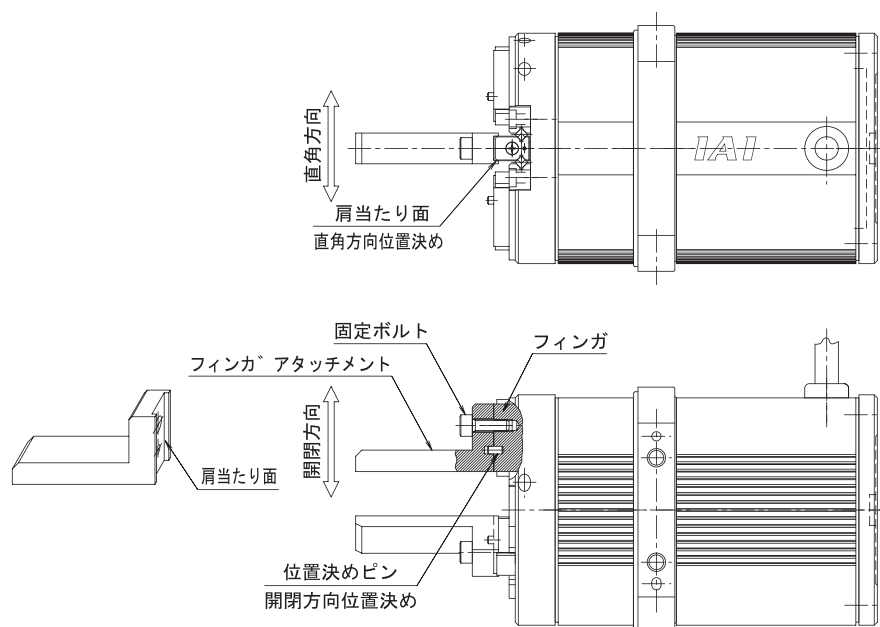 直角方向
IAI
肩当たり面
直角方向位置決め
固定ボルト
フィンガ
フィンガ゛アタッチメント
開閉方向
肩当たり面
位置決めピン
開閉方向位置決め